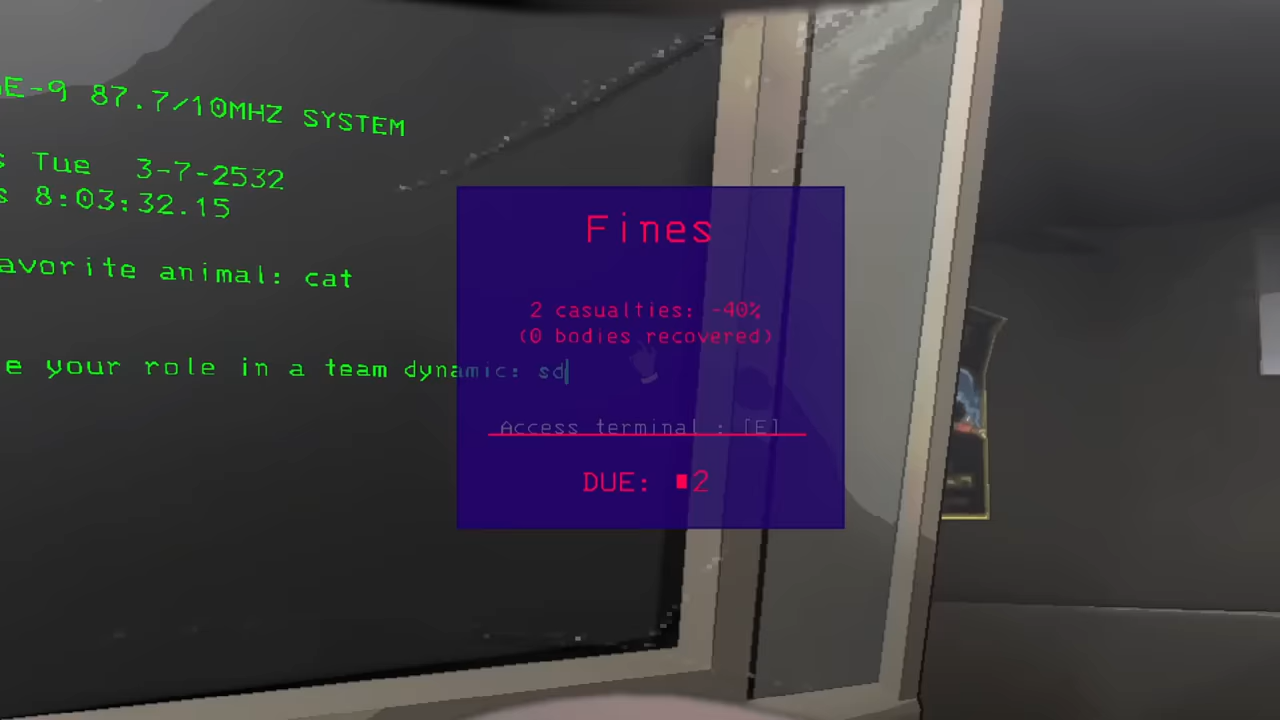 E-9 87.7/10MHZ SYSTEM
s Tue 3-7-2532
s 8:03:32.15
avorite animal: cat
e your role in a team dynamic: sd
Fines
2 casualties: -40%
(0 bodies recovered)
Access terminal : [E]
DUE: ■2